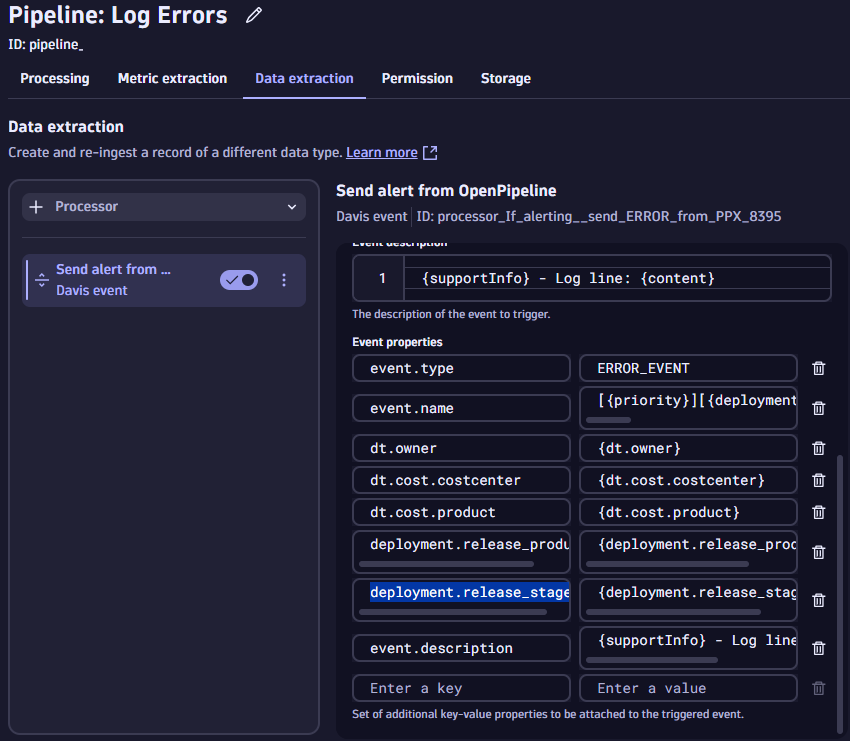 Pipeline: Log Errors
ID: pipeline_
Processing Metric extraction Data extraction Permission Storage
Data extraction
Create and re-ingest a record of a different data type. Learn more
Processor
Send alert from ...
Davis event
Send alert from OpenPipeline
Davis event ID: processor_If_alerting__send_ERROR_from_PPX_8395
Event description
1 {supportInfo} - Log line: {content}
The description of the event to trigger.
Event properties
event.type ERROR_EVENT
event.name [{priority}][{deployment
dt.owner {dt.owner}
dt.cost.costcenter {dt.cost.costcenter}
dt.cost.product {dt.cost.product}
deployment.release_produ {deployment.release_proc
deployment.release_stage {deployment.release_stag
event.description {supportInfo} - Log line
Enter a key Enter a value
Set of additional key-value properties to be attached to the triggered event.